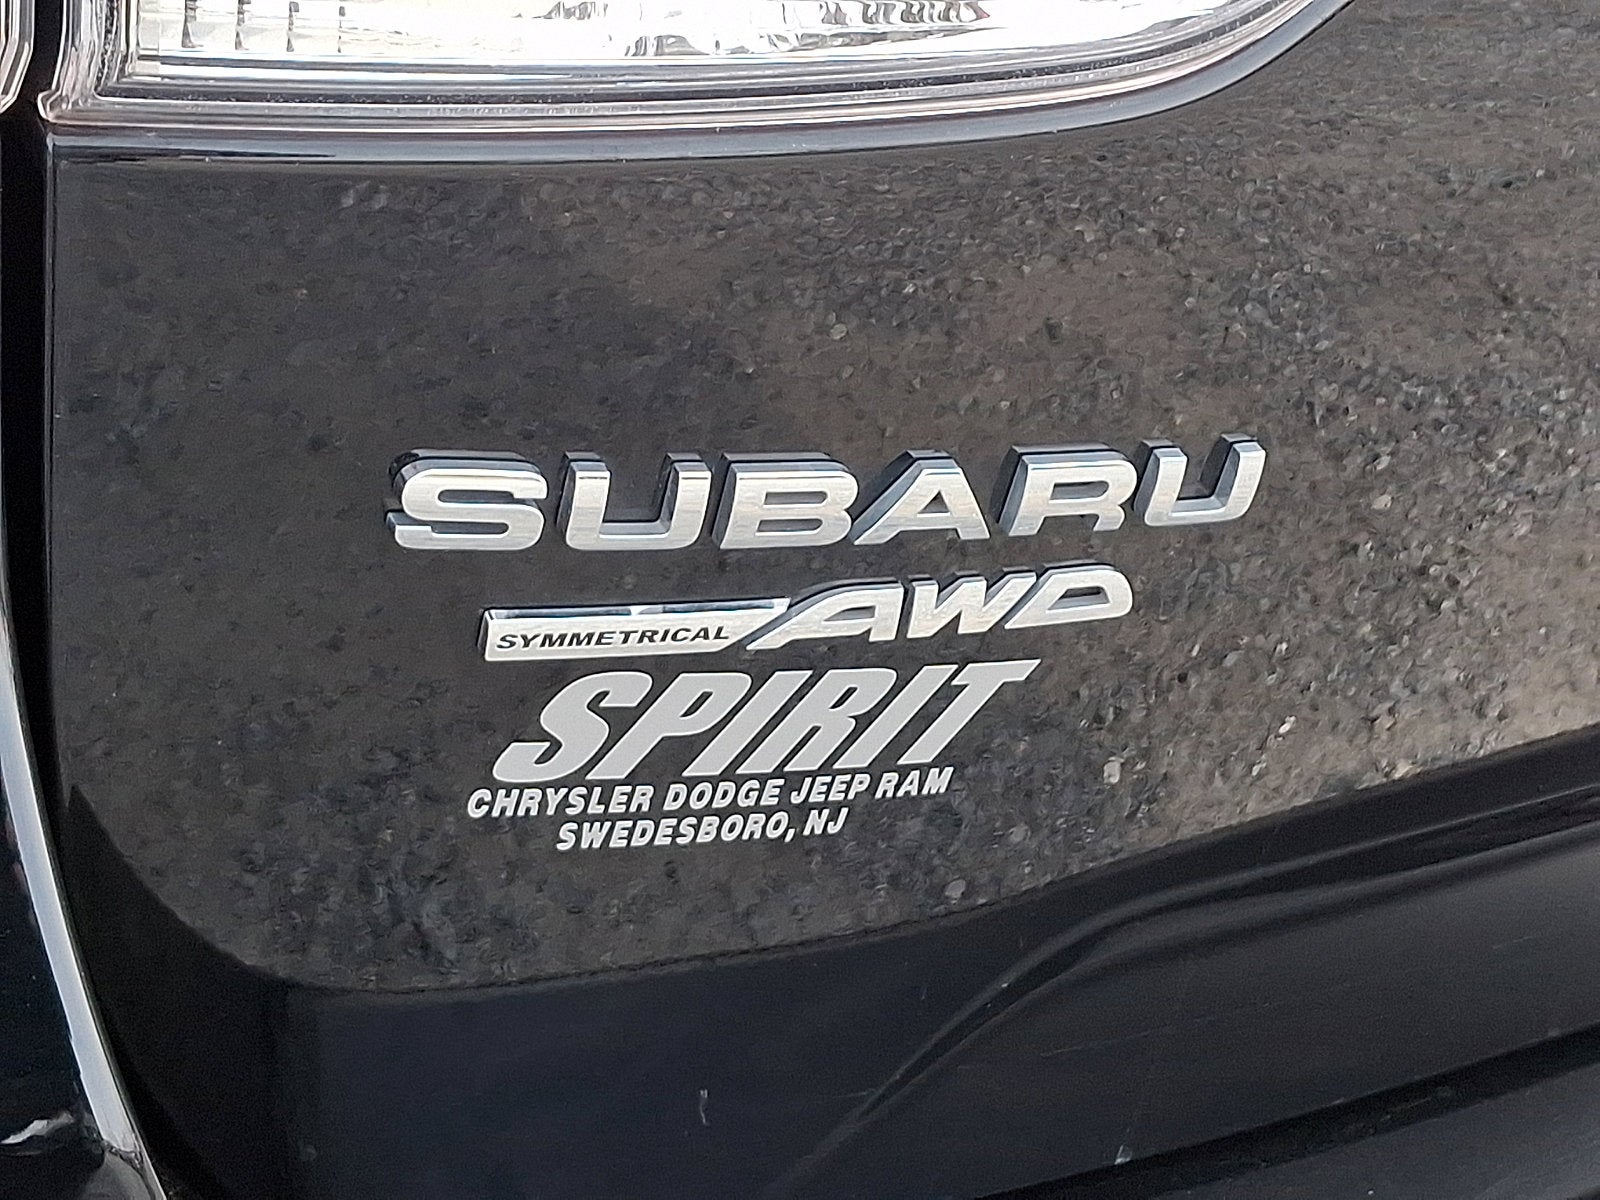 SUBARU
SYMMETRICAL AWD
SPIRIT
CHRYSLER DODGE JEEP RAM
SWEDESBORO, NJ